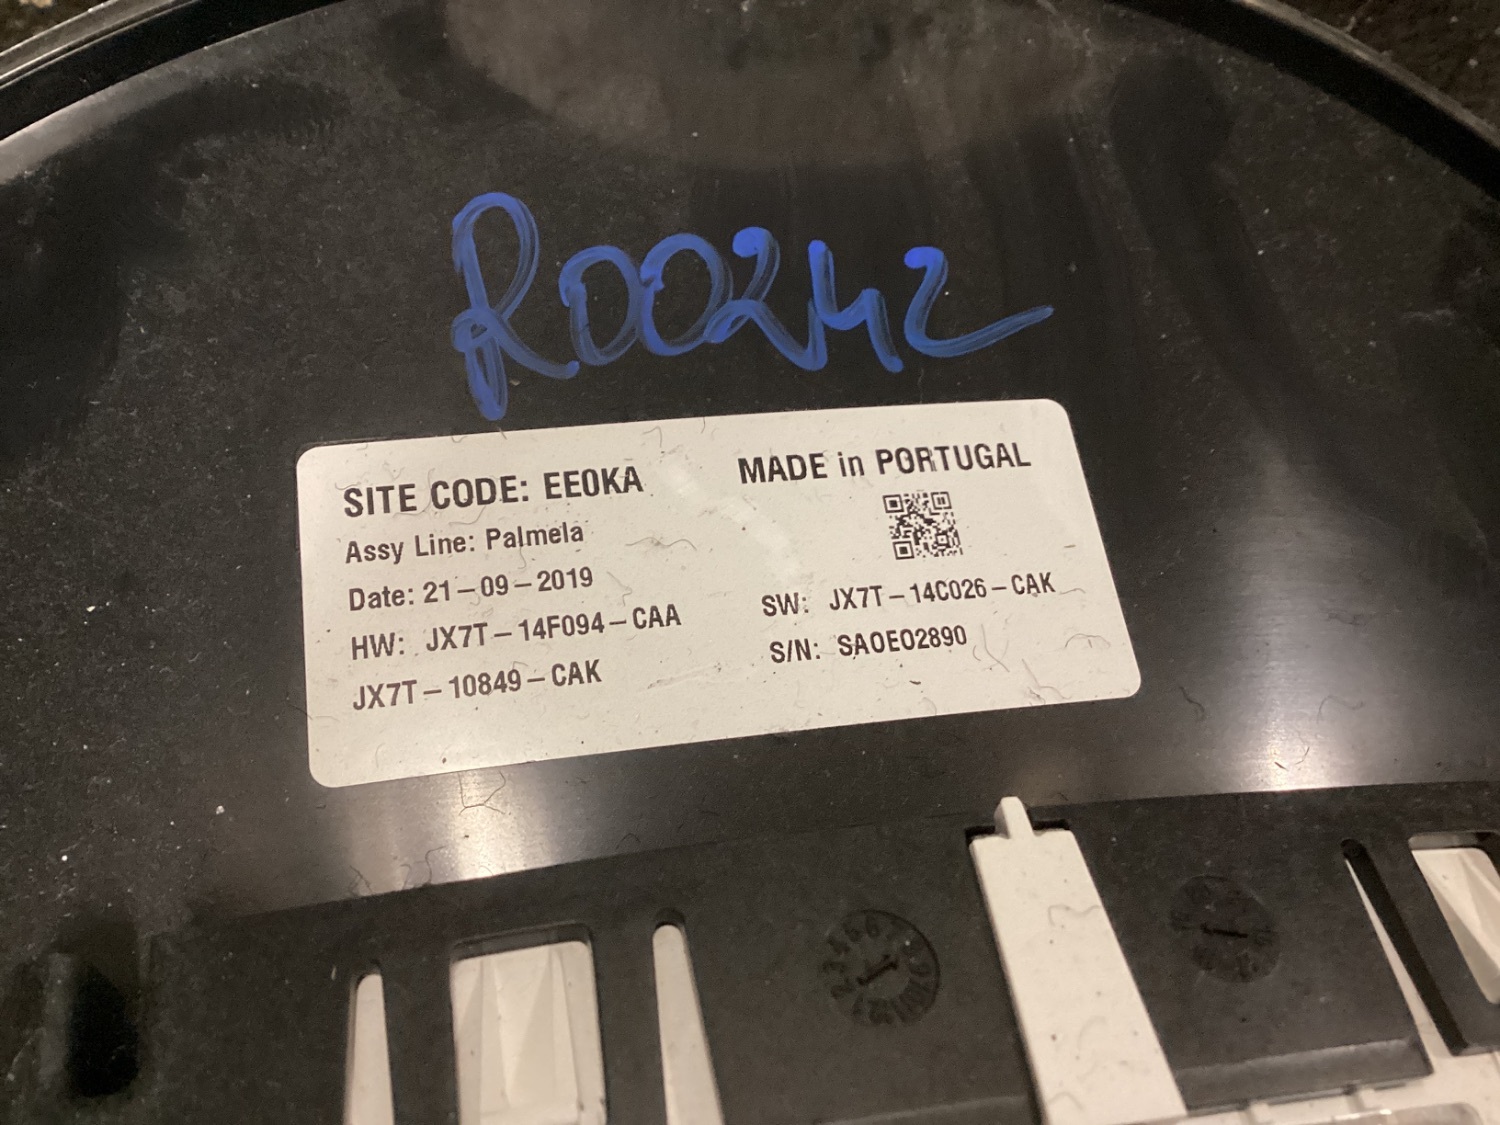 R00242
SITE CODE: EE0KA
MADE in PORTUGAL
Assy Line: Palmela
Date: 21-09-2019
HW: JX7T-14F094-CAA
SW: JX7T-14C026-CAK
JX7T-10849-CAK
S/N: SA0E02890